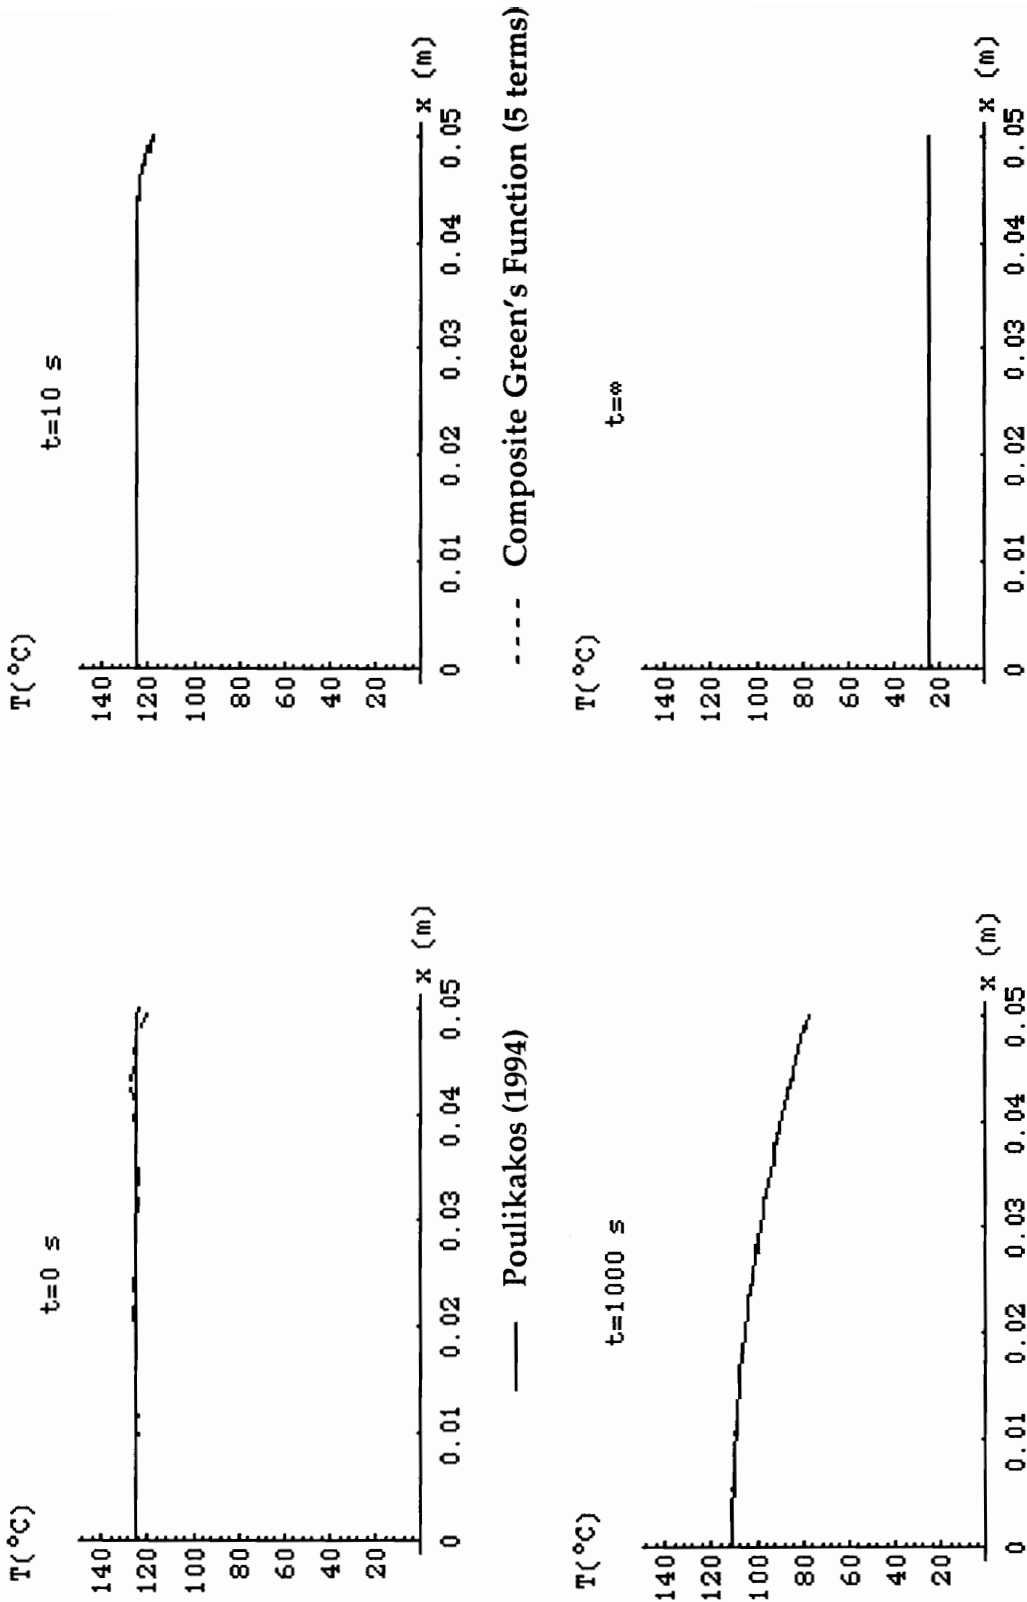 T(°C)
t=0 s
140
120
100
80
60
40
20
0 0.01 0.02 0.03 0.04 0.05 x (m)
T(°C)
t=10 s
140
120
100
80
60
40
20
0 0.01 0.02 0.03 0.04 0.05 x (m)
—— Poulikakos (1994)
---- Composite Green's Function (5 terms)
T(°C)
t=1000 s
140
120
100
80
60
40
20
0 0.01 0.02 0.03 0.04 0.05 x (m)
T(°C)
t=∞
140
120
100
80
60
40
20
0 0.01 0.02 0.03 0.04 0.05 x (m)